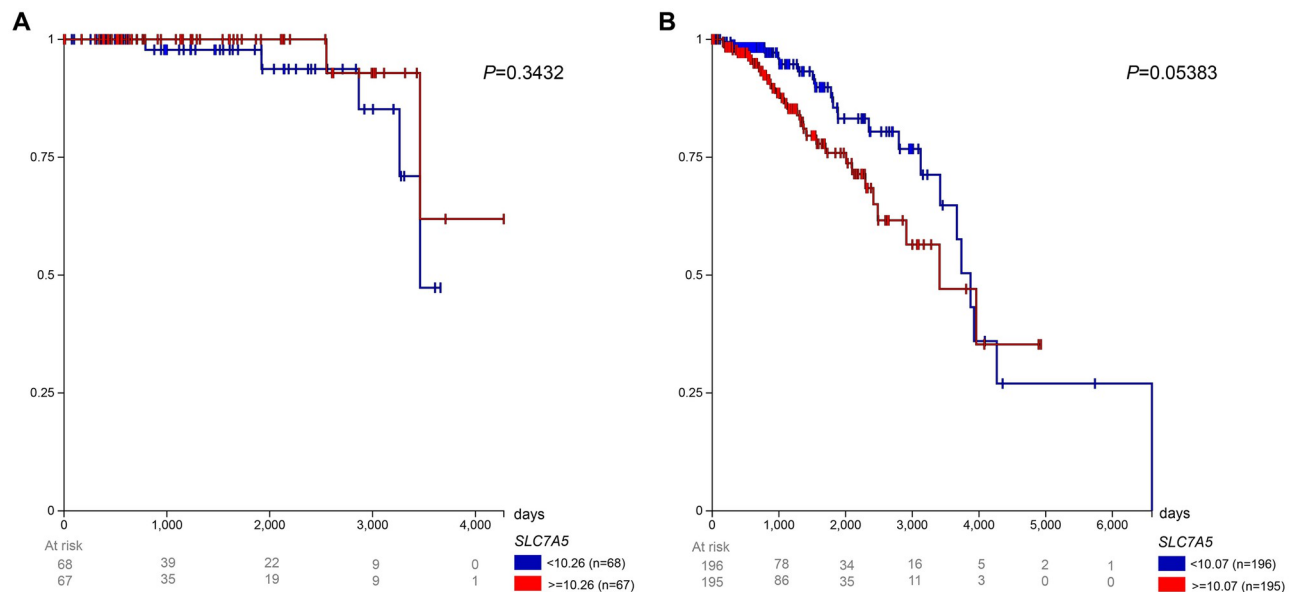 A
1
0.75
0.5
0.25
0
P=0.3432
0 1,000 2,000 3,000 4,000 days
At risk
68 39 22 9 0
67 35 19 9 1
SLC7A5
<10.26 (n=68)
>=10.26 (n=67)
B
1
0.75
0.5
0.25
0
P=0.05383
0 1,000 2,000 3,000 4,000 5,000 6,000 days
At risk
196 78 34 16 5 2 1
195 86 35 11 3 0 0
SLC7A5
<10.07 (n=196)
>=10.07 (n=195)